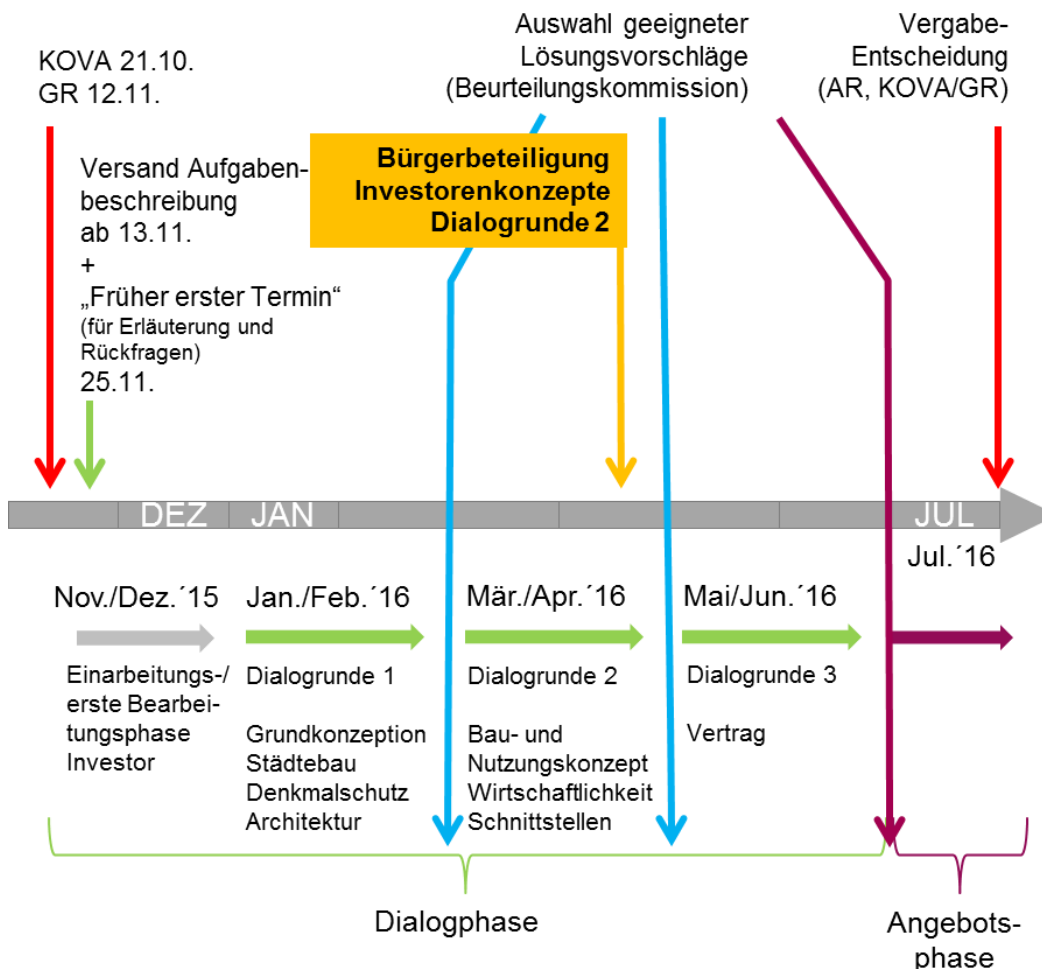 KOVA 21.10.
GR 12.11.
Versand Aufgaben-
beschreibung
ab 13.11.
+
„Früher erster Termin“
(für Erläuterung und
Rückfragen)
25.11.
Auswahl geeigneter
Lösungsvorschläge
(Beurteilungskommission)
Bürgerbeteiligung
Investorenkonzepte
Dialogrunde 2
Vergabe-
Entscheidung
(AR, KOVA/GR)
DEZ
JAN
JUL
Jul.´16
Nov./Dez.´15
Einarbeitungs-/
erste Bearbei-
tungsphase
Investor
Jan./Feb.´16
Dialogrunde 1
Grundkonzeption
Städtebau
Denkmalschutz
Architektur
Mär./Apr.´16
Dialogrunde 2
Bau- und
Nutzungskonzept
Wirtschaftlichkeit
Schnittstellen
Mai/Jun.´16
Dialogrunde 3
Vertrag
Dialogphase
Angebots-
phase